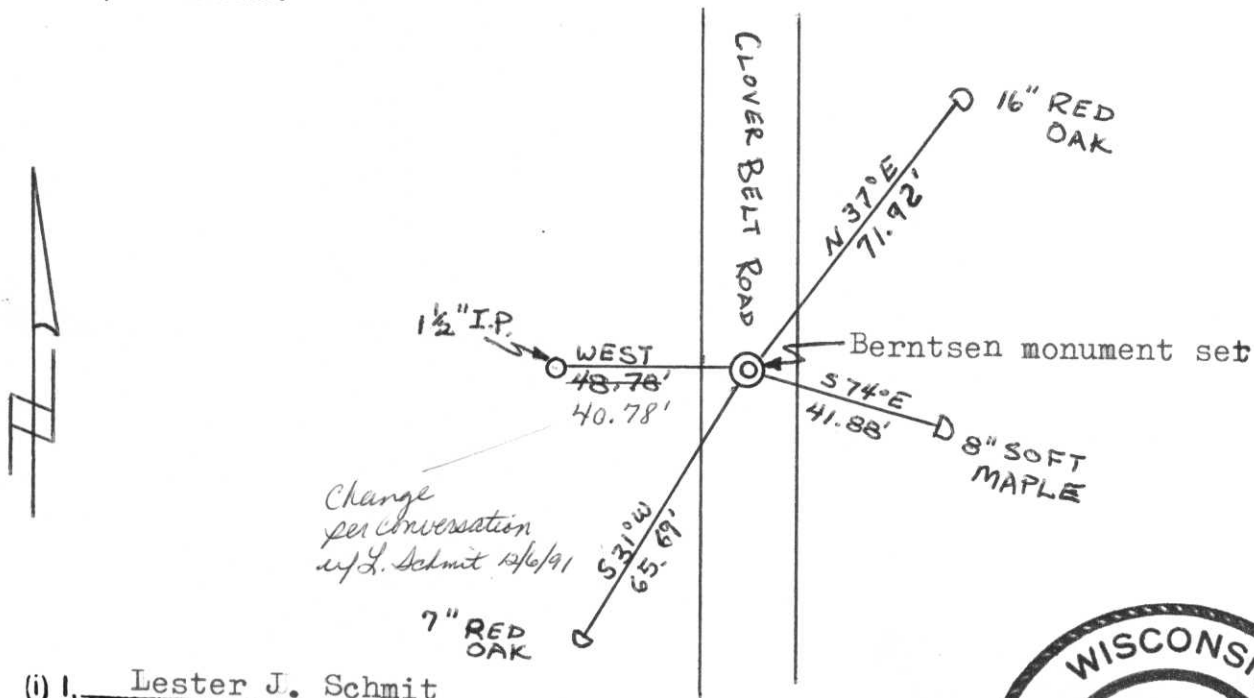 CLOVER BELT ROAD
16" RED
OAK
N 37° E
71.92'
1½" I.P.
WEST
48.78'
40.78'
Berntsen monument set
S 74° E
41.88'
8" SOFT
MAPLE
Change
per conversation
w/ L. Schmit 12/6/91
S 31° W
65.69'
7" RED
OAK
(i) I. Lester J. Schmit
WISCONSI